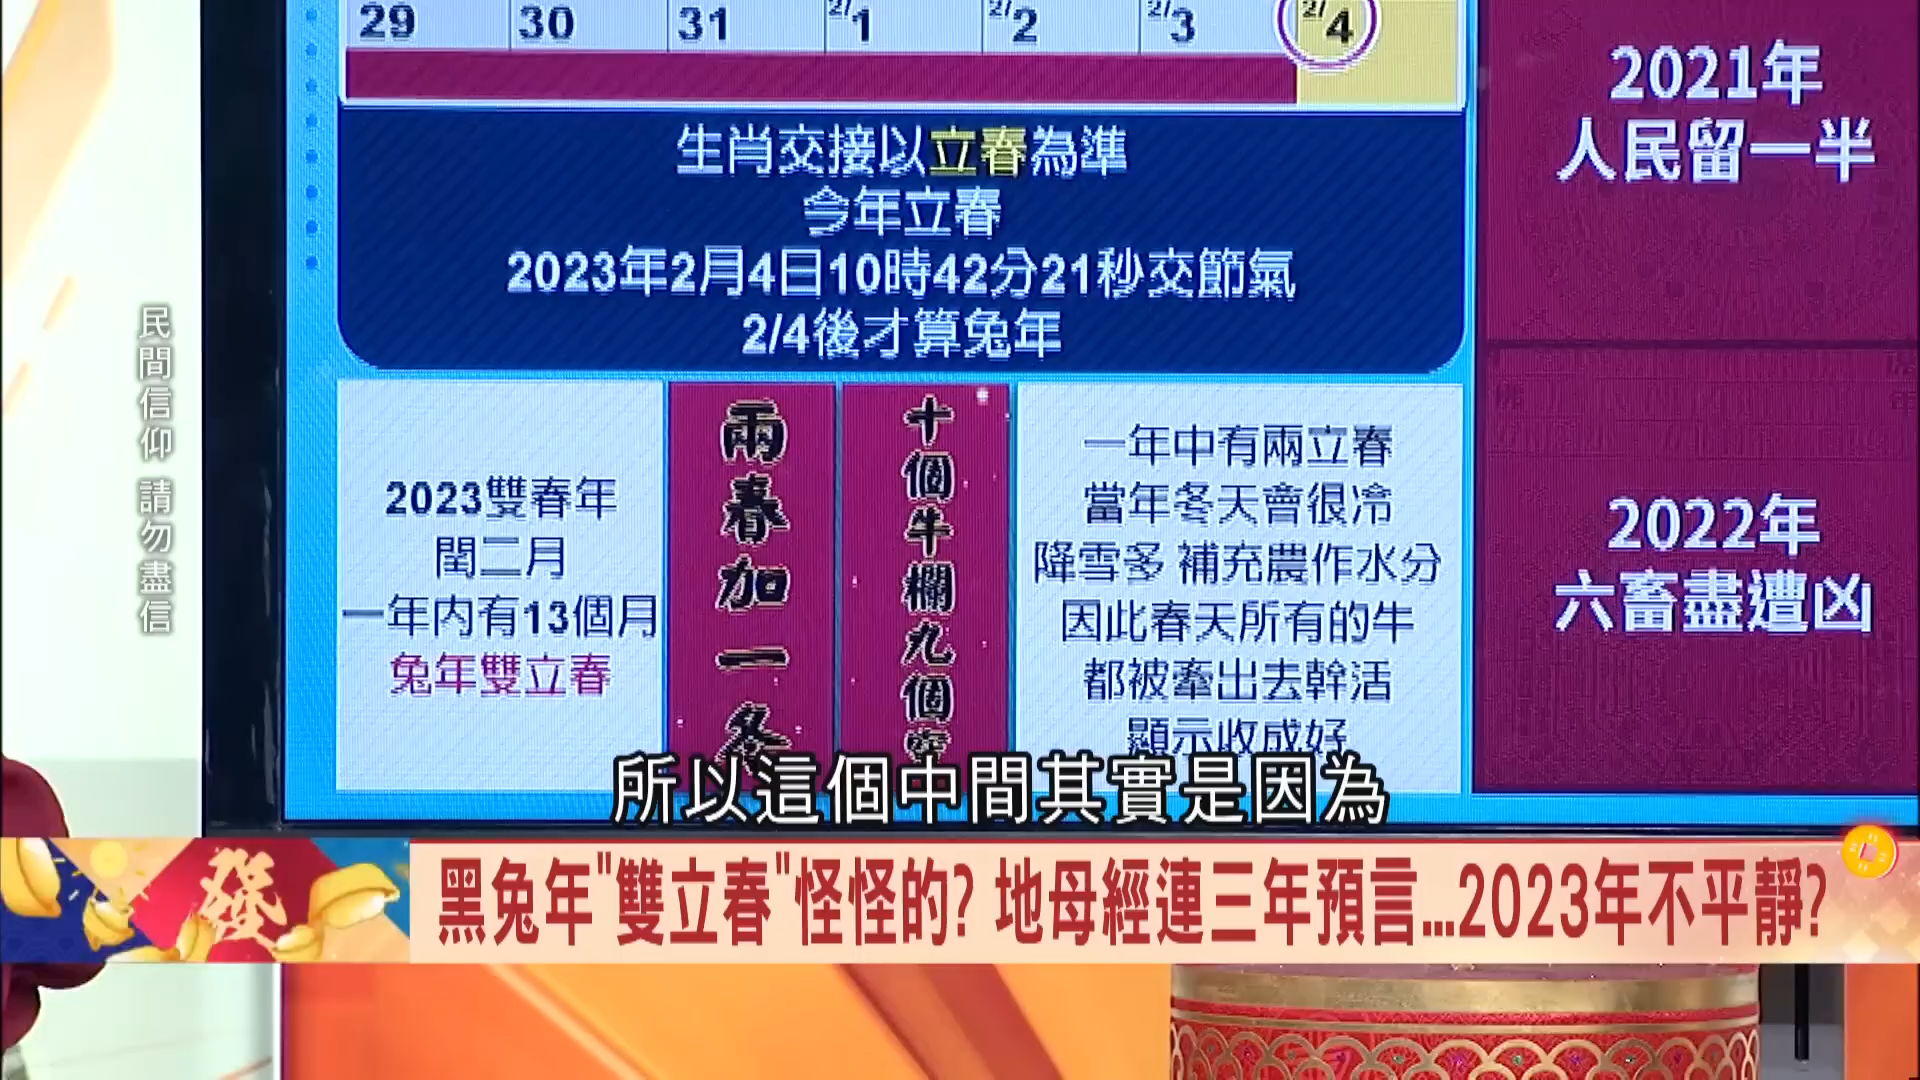 29 30 31 2/1 2/2 2/3 2/4
生肖交接以立春為準
今年立春
2023年2月4日10時42分21秒交節氣
2/4後才算兔年
2023雙春年
閏二月
一年內有13個月
兔年雙立春
兩春加一冬
十個牛欄九個空
一年中有兩立春
當年冬天會很冷
降雪多 補充農作水分
因此春天所有的牛
都被牽出去幹活
顯示收成好
2021年
人民留一半
2022年
六畜盡遭凶
民間信仰 請勿盡信
所以這個中間其實是因為
發
黑兔年"雙立春"怪怪的? 地母經連三年預言...2023年不平靜?